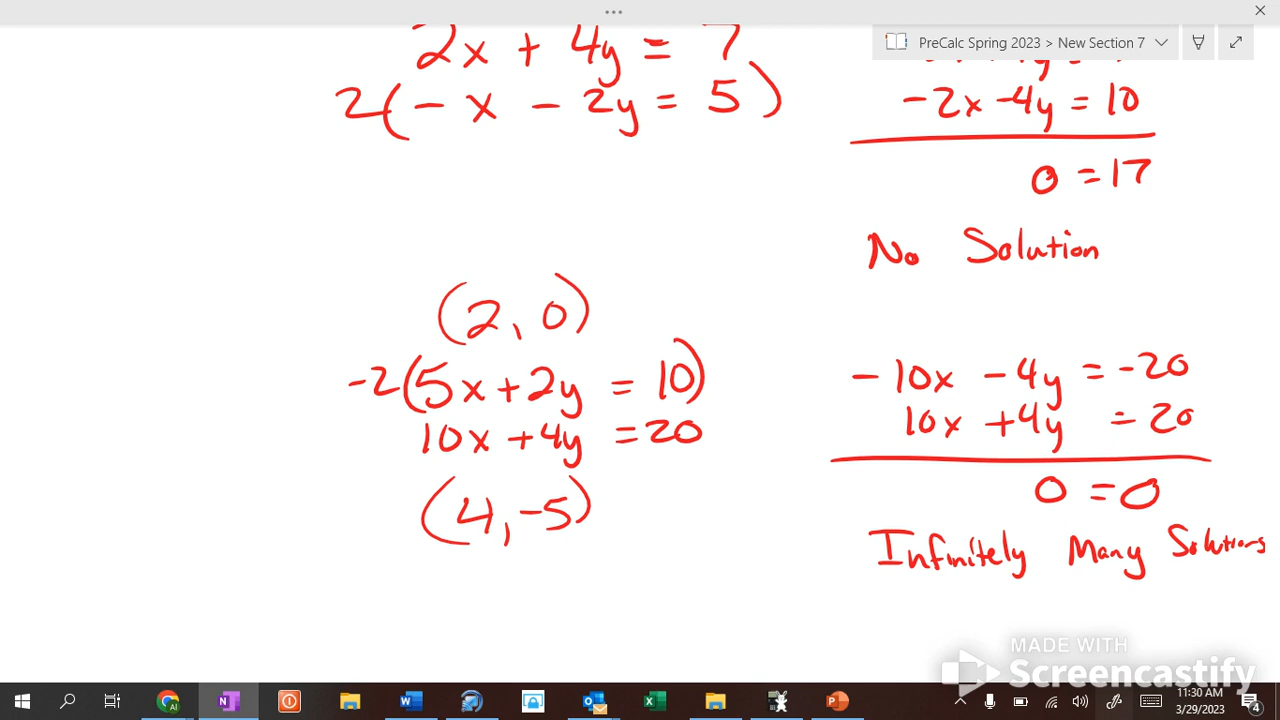 PreCalc Spring 2023 > New Section 7
2x + 4y = 7
2(-x - 2y = 5)
-2x -4y = 10
0 = 17
No Solution
(2, 0)
-2(5x + 2y = 10)
10x + 4y = 20
(4, -5)
-10x - 4y = -20
10x + 4y = 20
0 = 0
Infinitely Many Solutions
MADE WITH
Screencastify
11:30 AM
3/29/2023
4